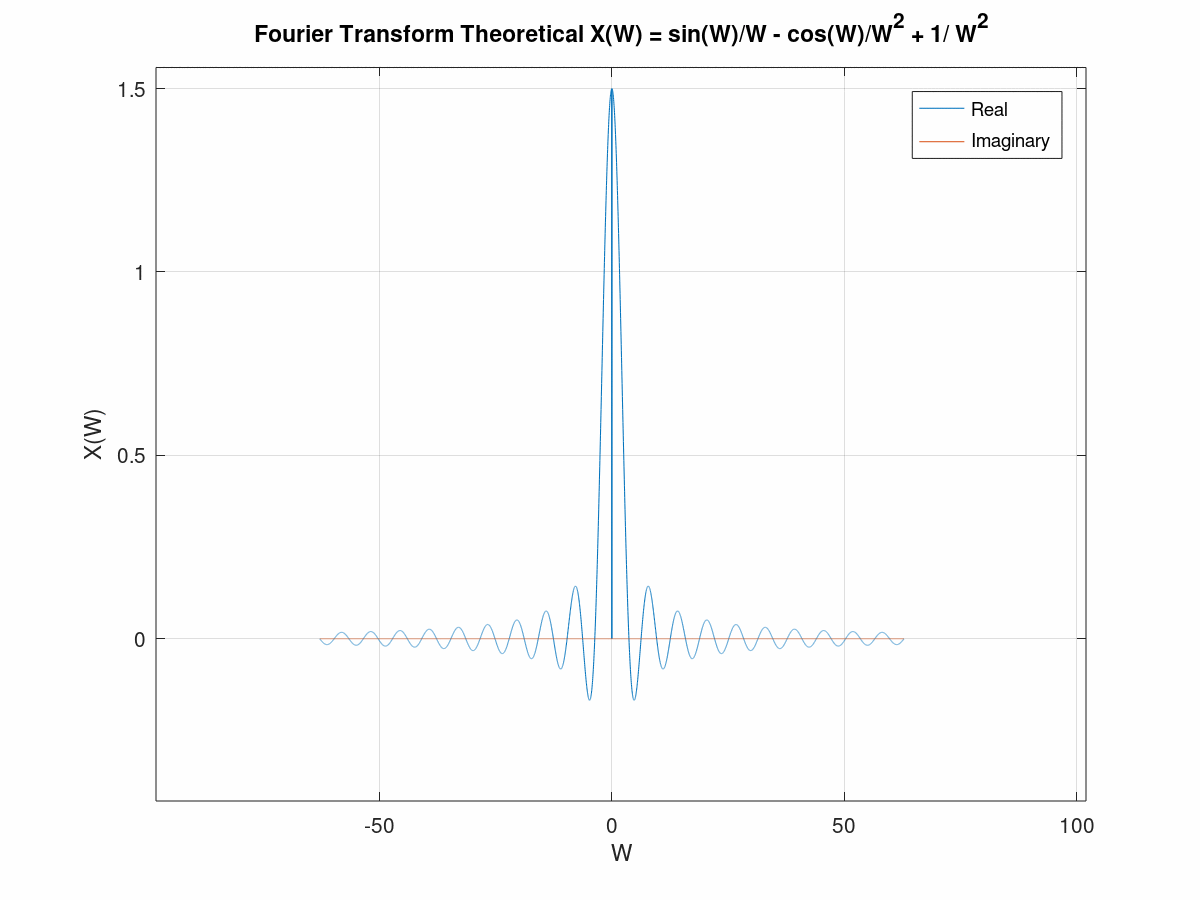 Fourier Transform Theoretical X(W) = sin(W)/W - cos(W)/W² + 1/ W²
Real
Imaginary
1.5
1
0.5
0
X(W)
-50 0 50 100
W